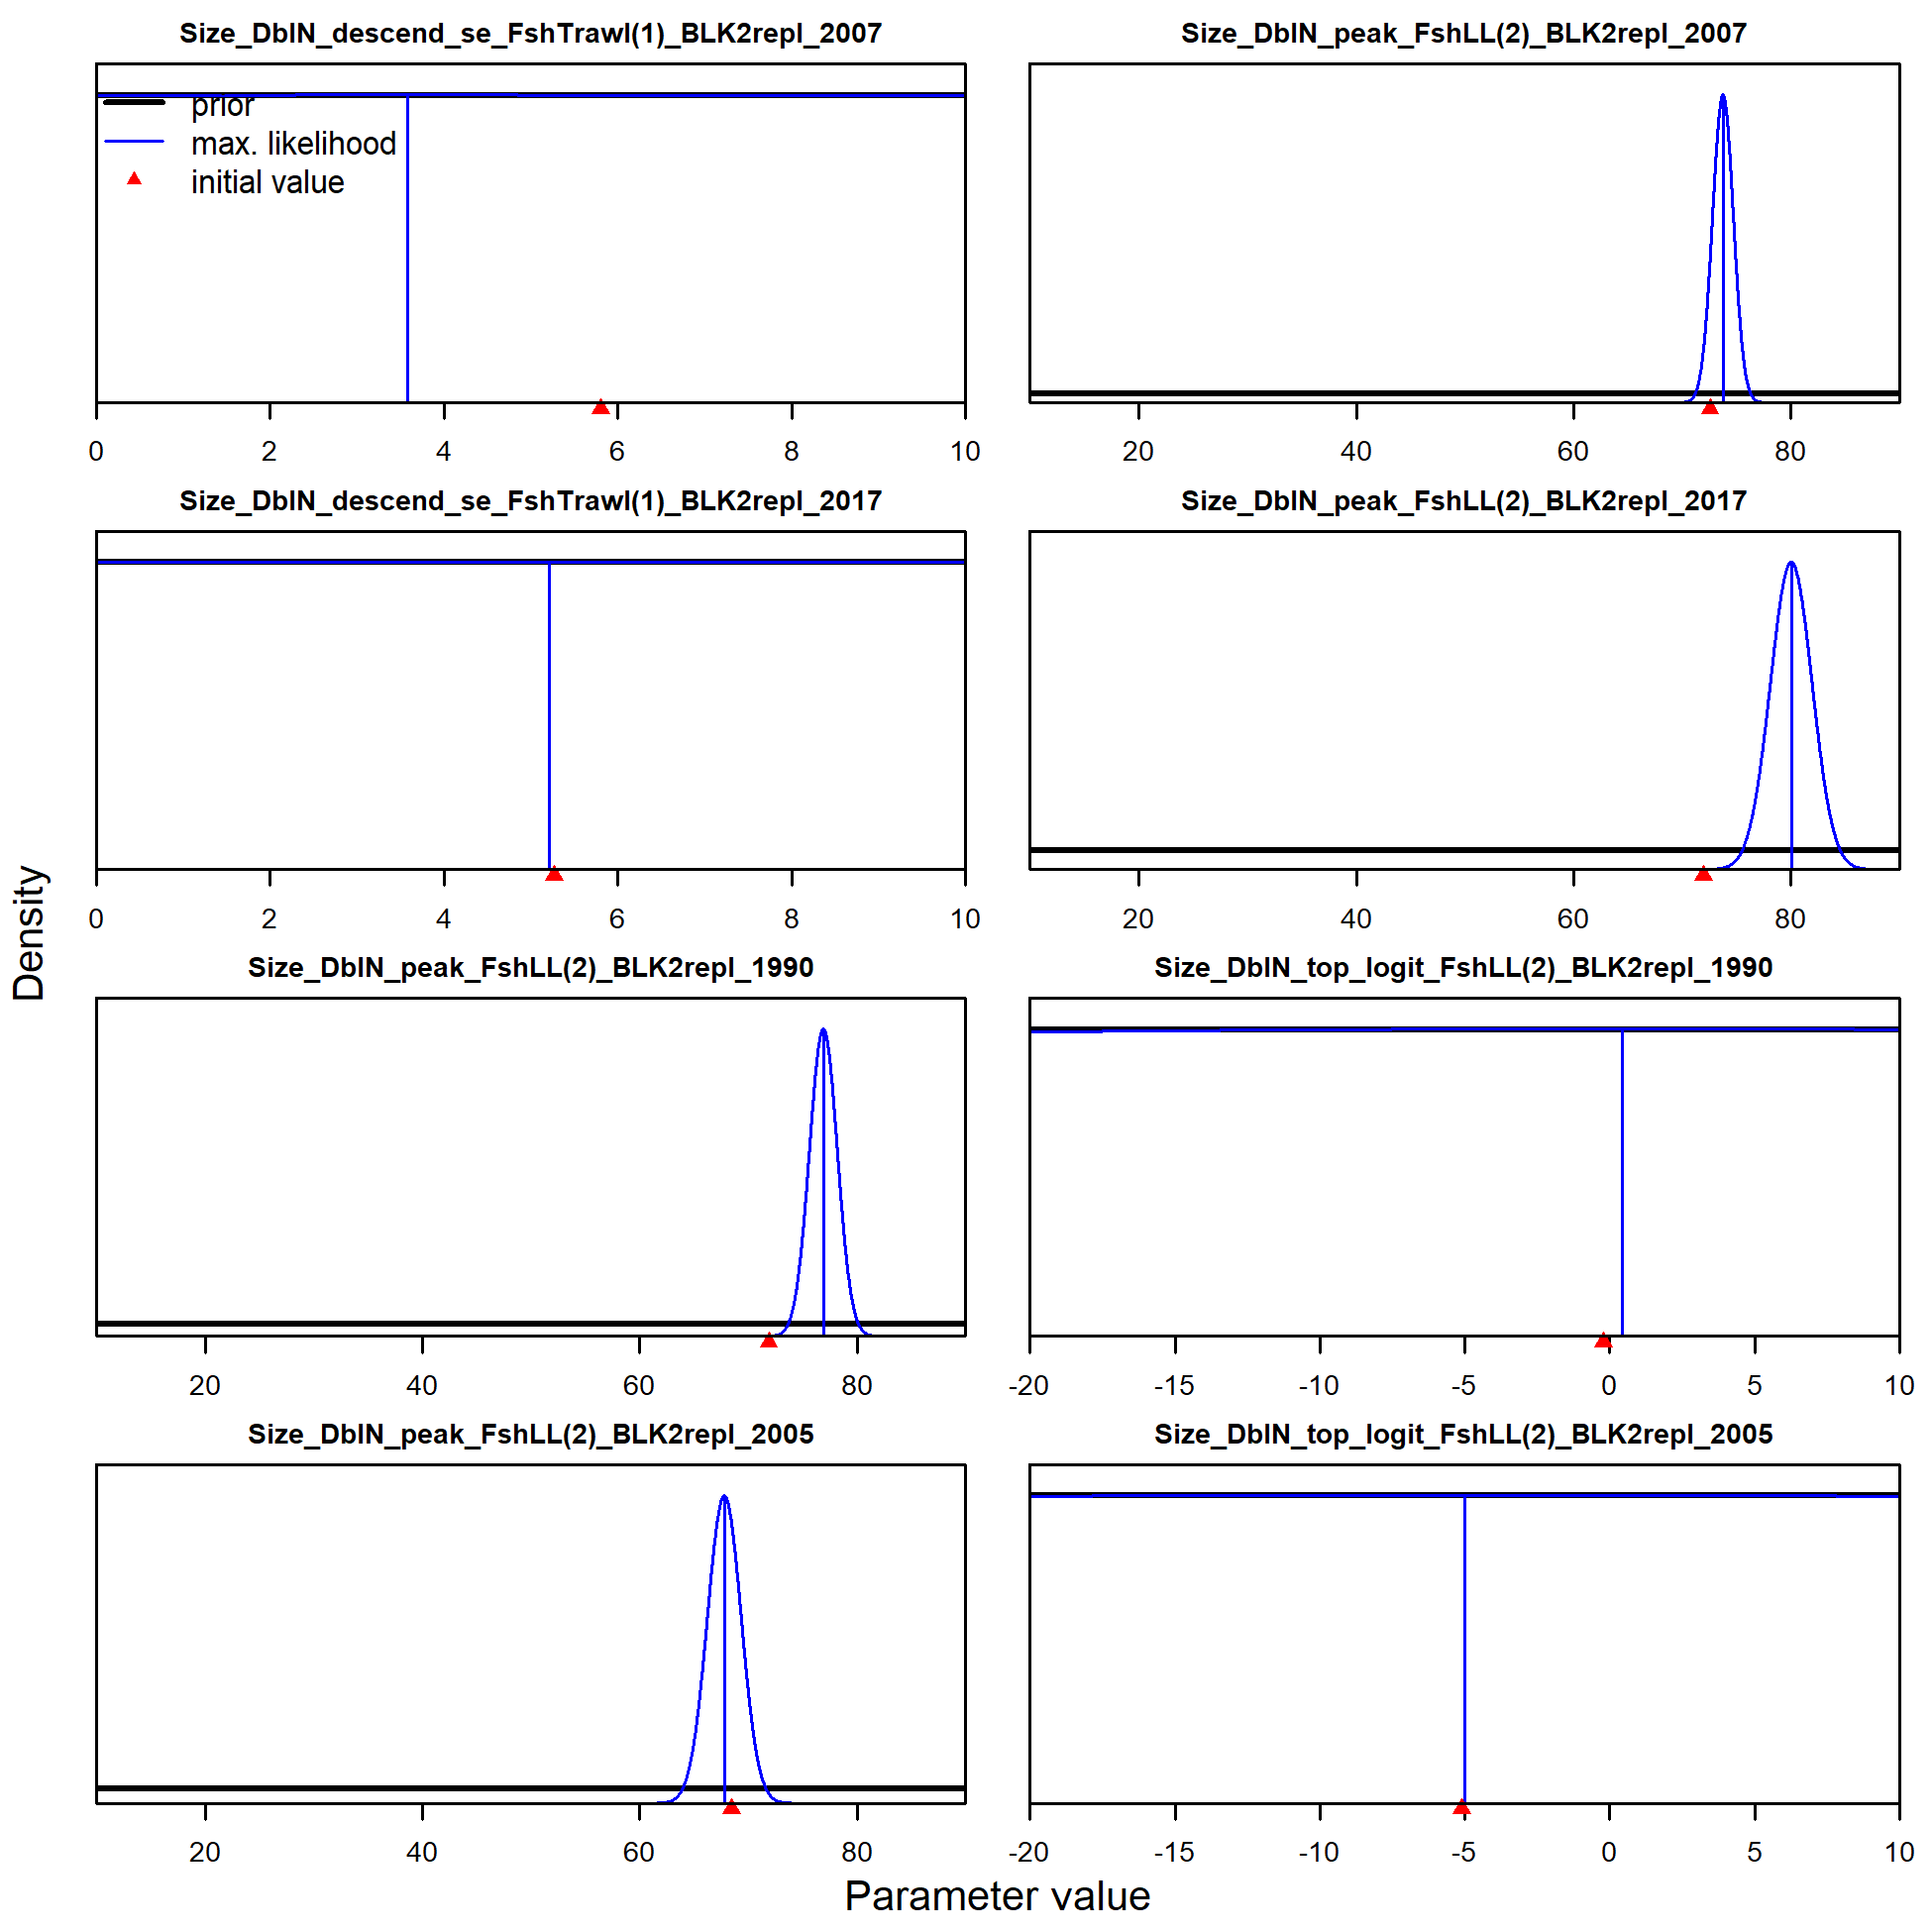 Size_DblN_descend_se_FshTrawl(1)_BLK2repl_2007
prior
max. likelihood
initial value
0 2 4 6 8 10
Size_DblN_peak_FshLL(2)_BLK2repl_2007
20 40 60 80
Size_DblN_descend_se_FshTrawl(1)_BLK2repl_2017
0 2 4 6 8 10
Size_DblN_peak_FshLL(2)_BLK2repl_2017
20 40 60 80
Size_DblN_peak_FshLL(2)_BLK2repl_1990
20 40 60 80
Size_DblN_top_logit_FshLL(2)_BLK2repl_1990
-20 -15 -10 -5 0 5 10
Size_DblN_peak_FshLL(2)_BLK2repl_2005
20 40 60 80
Size_DblN_top_logit_FshLL(2)_BLK2repl_2005
-20 -15 -10 -5 0 5 10
Density
Parameter value